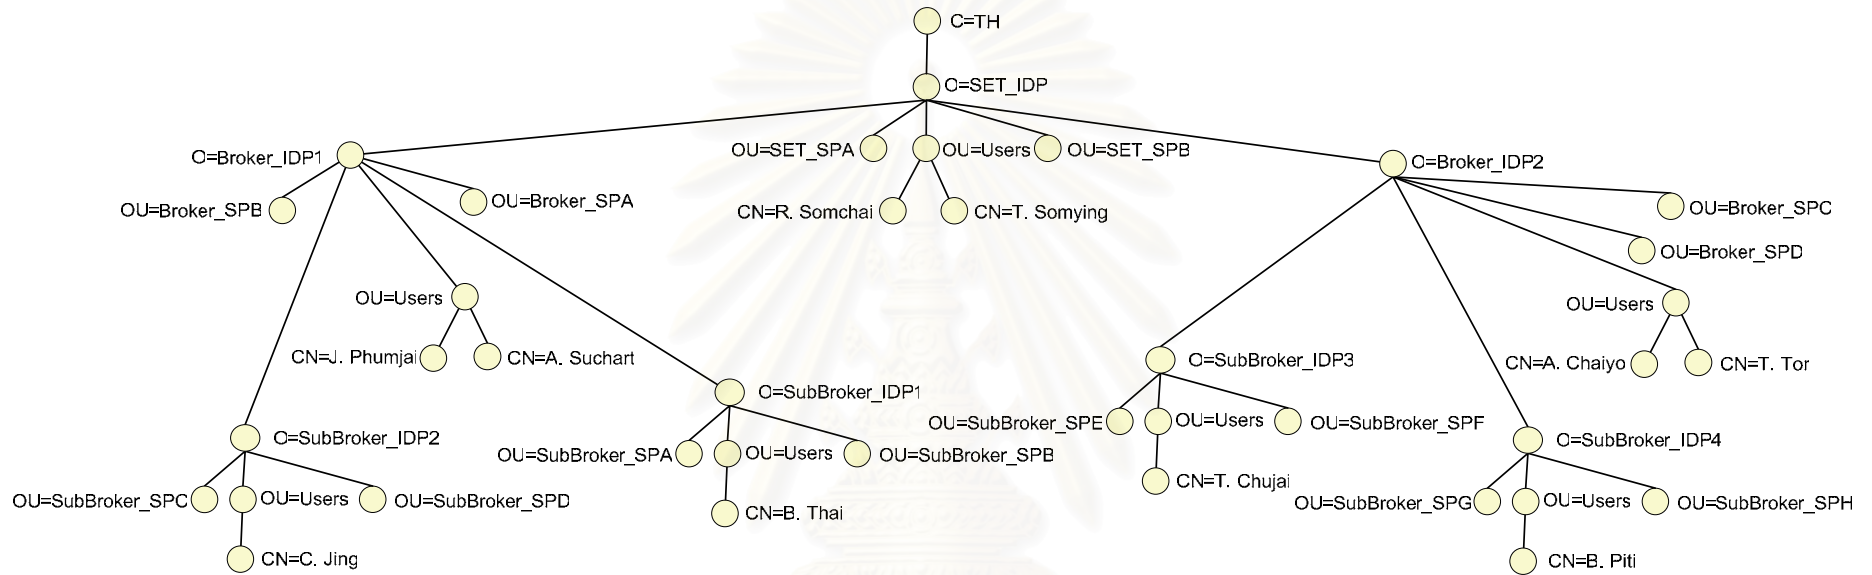 C=TH
O=SET_IDP
O=Broker_IDP1
OU=SET_SPA
OU=Users
OU=SET_SPB
O=Broker_IDP2
OU=Broker_SPB
OU=Broker_SPA
CN=R. Somchai
CN=T. Somying
OU=Broker_SPC
OU=Broker_SPD
OU=Users
OU=Users
CN=J. Phumjai
CN=A. Suchart
O=SubBroker_IDP3
CN=A. Chaiyo
CN=T. Tor
O=SubBroker_IDP1
OU=SubBroker_SPE
OU=Users
OU=SubBroker_SPF
O=SubBroker_IDP2
O=SubBroker_IDP4
OU=SubBroker_SPA
OU=Users
OU=SubBroker_SPB
CN=T. Chujai
OU=SubBroker_SPC
OU=Users
OU=SubBroker_SPD
OU=SubBroker_SPG
OU=Users
OU=SubBroker_SPH
CN=B. Thai
CN=C. Jing
CN=B. Piti